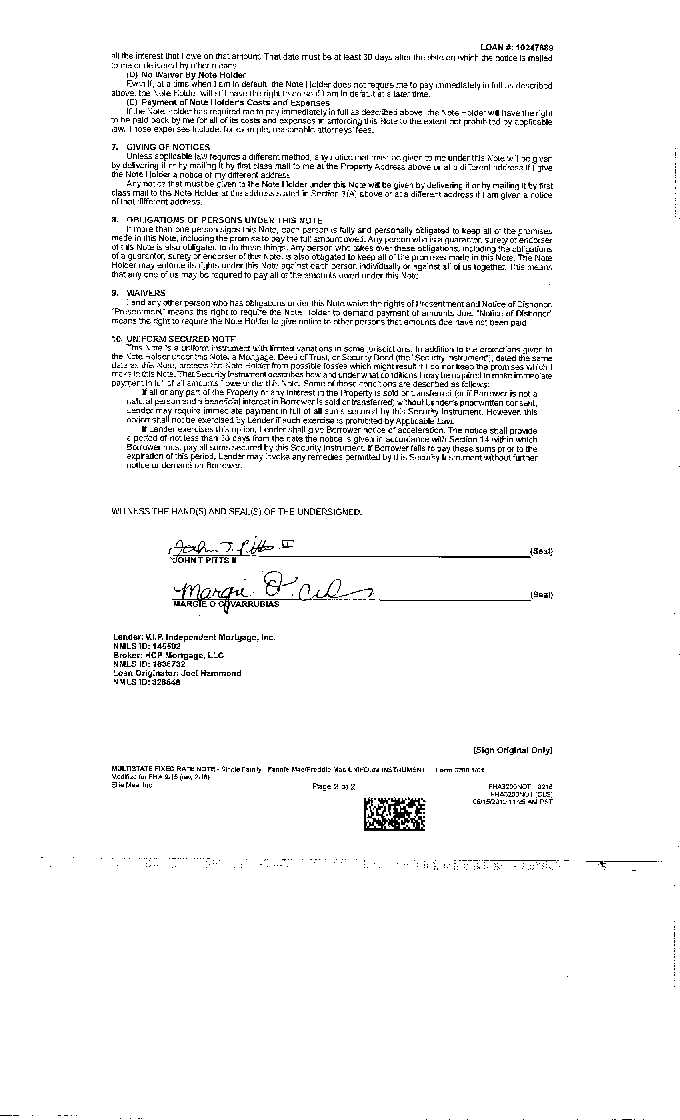 LOAN #: 10247889
all the interest that I owe on that amount. That date must be at least 30 days after the date on which the notice is mailed
to me or delivered by other means.
(D) No Waiver By Note Holder
Even if, at a time when I am in default, the Note Holder does not require me to pay immediately in full as described
above, the Note Holder will still have the right to do so if I am in default at a later time.
(E) Payment of Note Holder's Costs and Expenses
If the Note Holder has required me to pay immediately in full as described above, the Note Holder will have the right
to be paid back by me for all of its costs and expenses in enforcing this Note to the extent not prohibited by applicable
law. Those expenses include, for example, reasonable attorneys' fees.
7. GIVING OF NOTICES
Unless applicable law requires a different method, any notice that must be given to me under this Note will be given
by delivering it or by mailing it by first class mail to me at the Property Address above or at a different address if I give
the Note Holder a notice of my different address.
Any notice that must be given to the Note Holder under this Note will be given by delivering it or by mailing it by first
class mail to the Note Holder at the address stated in Section 3(A) above or at a different address if I am given a notice
of that different address.
8. OBLIGATIONS OF PERSONS UNDER THIS NOTE
If more than one person signs this Note, each person is fully and personally obligated to keep all of the promises
made in this Note, including the promise to pay the full amount owed. Any person who is a guarantor, surety or endorser
of this Note is also obligated to do these things. Any person who takes over these obligations, including the obligations
of a guarantor, surety or endorser of this Note, is also obligated to keep all of the promises made in this Note. The Note
Holder may enforce its rights under this Note against each person individually or against all of us together. This means
that any one of us may be required to pay all of the amounts owed under this Note.
9. WAIVERS
I and any other person who has obligations under this Note waive the rights of Presentment and Notice of Dishonor.
"Presentment" means the right to require the Note Holder to demand payment of amounts due. "Notice of Dishonor"
means the right to require the Note Holder to give notice to other persons that amounts due have not been paid.
10. UNIFORM SECURED NOTE
This Note is a uniform instrument with limited variations in some jurisdictions. In addition to the protections given to
the Note Holder under this Note, a Mortgage, Deed of Trust, or Security Deed (the "Security Instrument"), dated the same
date as this Note, protects the Note Holder from possible losses which might result if I do not keep the promises which I
make in this Note. That Security Instrument describes how and under what conditions I may be required to make immediate
payment in full of all amounts I owe under this Note. Some of those conditions are described as follows:
If all or any part of the Property or any Interest in the Property is sold or transferred (or if Borrower is not a
natural person and a beneficial interest in Borrower is sold or transferred) without Lender's prior written consent,
Lender may require immediate payment in full of all sums secured by this Security Instrument. However, this
option shall not be exercised by Lender if such exercise is prohibited by Applicable Law.
If Lender exercises this option, Lender shall give Borrower notice of acceleration. The notice shall provide
a period of not less than 30 days from the date the notice is given in accordance with Section 14 within which
Borrower must pay all sums secured by this Security Instrument. If Borrower fails to pay these sums prior to the
expiration of this period, Lender may invoke any remedies permitted by this Security Instrument without further
notice or demand on Borrower.
WITNESS THE HAND(S) AND SEAL(S) OF THE UNDERSIGNED.
John T. Pitts II
(Seal)
JOHN T PITTS II
Margie O.
(Seal)
MARGIE O COVARRUBIAS
Lender: V.I.P. Independent Mortgage, Inc.
NMLS ID: 145502
Broker: HCP Mortgage, LLC
NMLS ID: 1836732
Loan Originator: Joel Hammond
NMLS ID: 328648
[Sign Original Only]
MULTISTATE FIXED RATE NOTE - Single Family - Fannie Mae/Freddie Mac UNIFORM INSTRUMENT Form 3200 1/01
Modified for FHA 9/15 (rev. 2/16)
Ellie Mae, Inc.
Page 2 of 2
FHA3200NOT 0216
FHA3200NOT (CLS)